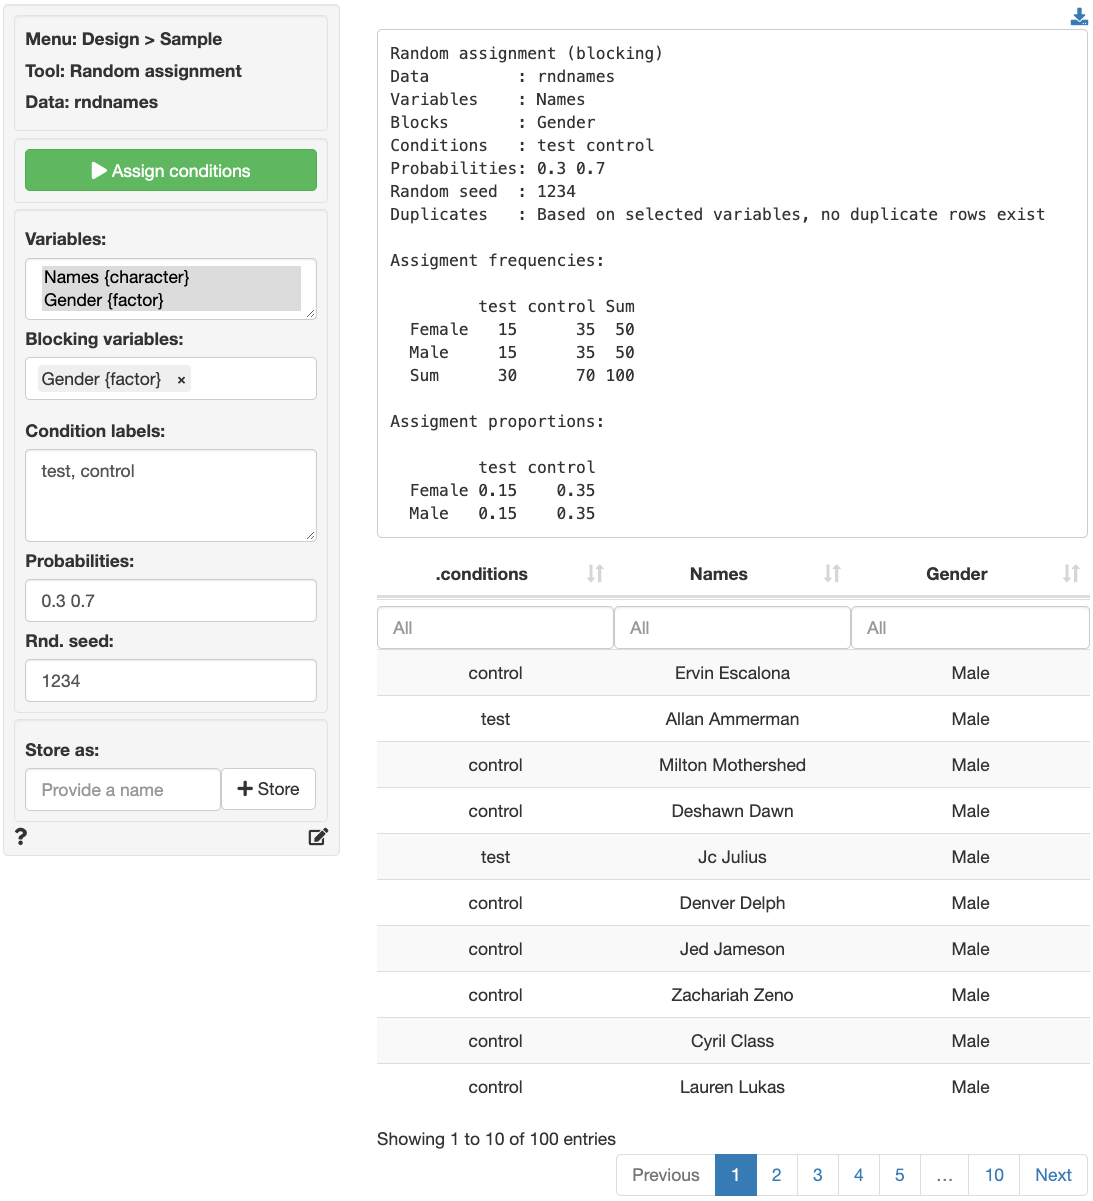 Menu: Design > Sample
Tool: Random assignment
Data: rndnames
Assign conditions
Variables:
Names {character}
Gender {factor}
Blocking variables:
Gender {factor} ×
Condition labels:
test, control
Probabilities:
0.3 0.7
Rnd. seed:
1234
Store as:
Provide a name
+ Store
?
Random assignment (blocking)
Data         : rndnames
Variables    : Names
Blocks       : Gender
Conditions   : test control
Probabilities: 0.3 0.7
Random seed  : 1234
Duplicates   : Based on selected variables, no duplicate rows exist
Assigment frequencies:
test control Sum
Female   15      35  50
Male     15      35  50
Sum      30      70 100
Assigment proportions:
test control
Female 0.15    0.35
Male   0.15    0.35
.conditions Names Gender
All All All
control Ervin Escalona Male
test Allan Ammerman Male
control Milton Mothershed Male
control Deshawn Dawn Male
test Jc Julius Male
control Denver Delph Male
control Jed Jameson Male
control Zachariah Zeno Male
control Cyril Class Male
control Lauren Lukas Male
Showing 1 to 10 of 100 entries
Previous 1 2 3 4 5 … 10 Next